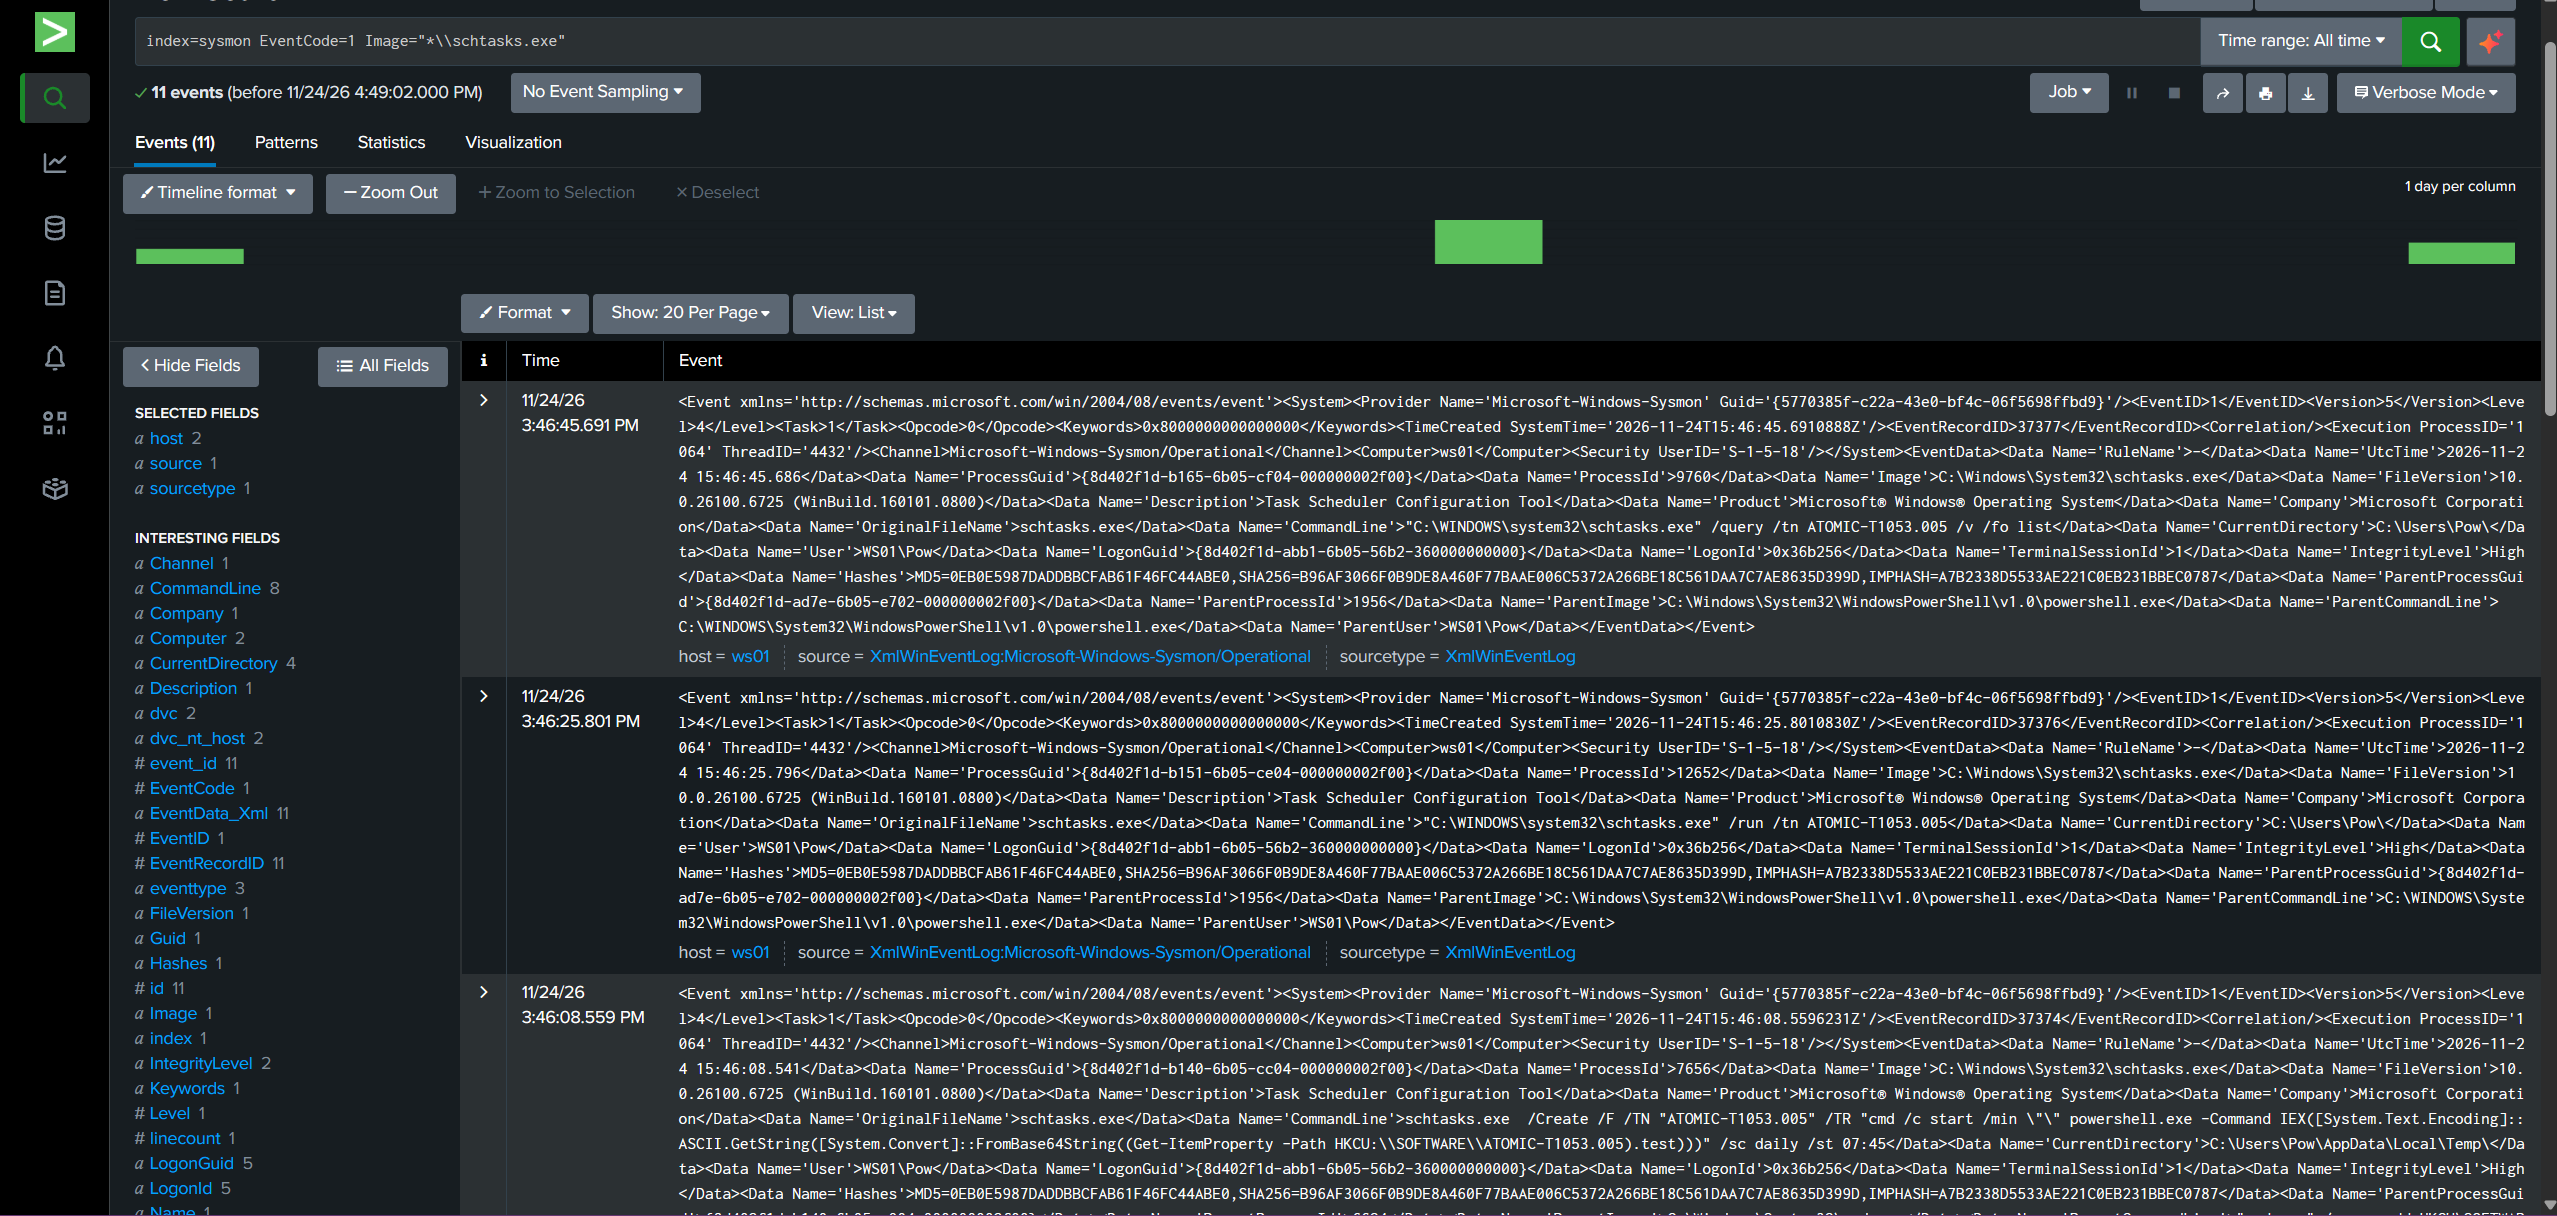 index=sysmon EventCode=1 Image="*\\schtasks.exe"
Time range: All time
11 events (before 11/24/26 4:49:02.000 PM)
No Event Sampling
Job
Verbose Mode
Events (11)
Patterns
Statistics
Visualization
Timeline format
Zoom Out
+ Zoom to Selection
× Deselect
1 day per column
Format
Show: 20 Per Page
View: List
Hide Fields
All Fields
SELECTED FIELDS
a host 2
a source 1
a sourcetype 1
INTERESTING FIELDS
a Channel 1
a CommandLine 8
a Company 1
a Computer 2
a CurrentDirectory 4
a Description 1
a dvc 2
a dvc_nt_host 2
# event_id 11
# EventCode 1
a EventData_Xml 11
# EventID 1
# EventRecordID 11
a eventtype 3
a FileVersion 1
a Guid 1
a Hashes 1
# id 11
a Image 1
a index 1
a IntegrityLevel 2
a Keywords 1
# Level 1
# linecount 1
a LogonGuid 5
a LogonId 5
a Name 1
i
Time
Event
11/24/26
3:46:45.691 PM
<Event xmlns='http://schemas.microsoft.com/win/2004/08/events/event'><System><Provider Name='Microsoft-Windows-Sysmon' Guid='{5770385f-c22a-43e0-bf4c-06f5698ffbd9}'/><EventID>1</EventID><Version>5</Version><Leve
l>4</Level><Task>1</Task><Opcode>0</Opcode><Keywords>0x8000000000000000</Keywords><TimeCreated SystemTime='2026-11-24T15:46:45.6910888Z'/><EventRecordID>37377</EventRecordID><Correlation/><Execution ProcessID='1
064' ThreadID='4432'/><Channel>Microsoft-Windows-Sysmon/Operational</Channel><Computer>ws01</Computer><Security UserID='S-1-5-18'/></System><EventData><Data Name='RuleName'>-</Data><Data Name='UtcTime'>2026-11-2
4 15:46:45.686</Data><Data Name='ProcessGuid'>{8d402f1d-b165-6b05-cf04-000000002f00}</Data><Data Name='ProcessId'>9760</Data><Data Name='Image'>C:\Windows\System32\schtasks.exe</Data><Data Name='FileVersion'>10.
0.26100.6725 (WinBuild.160101.0800)</Data><Data Name='Description'>Task Scheduler Configuration Tool</Data><Data Name='Product'>Microsoft® Windows® Operating System</Data><Data Name='Company'>Microsoft Corporati
on</Data><Data Name='OriginalFileName'>schtasks.exe</Data><Data Name='CommandLine'>"C:\WINDOWS\system32\schtasks.exe" /query /tn ATOMIC-T1053.005 /v /fo list</Data><Data Name='CurrentDirectory'>C:\Users\Pow\</Da
ta><Data Name='User'>WS01\Pow</Data><Data Name='LogonGuid'>{8d402f1d-abb1-6b05-56b2-360000000000}</Data><Data Name='LogonId'>0x36b256</Data><Data Name='TerminalSessionId'>1</Data><Data Name='IntegrityLevel'>High
</Data><Data Name='Hashes'>MD5=0EB0E5987DADDBBCFAB61F46FC44ABE0,SHA256=B96AF3066F0B9DE8A460F77BAAE006C5372A266BE18C561DAA7C7AE8635D399D,IMPHASH=A7B2338D5533AE221C0EB231BBEC0787</Data><Data Name='ParentProcessGui
d'>{8d402f1d-ad7e-6b05-e702-000000002f00}</Data><Data Name='ParentProcessId'>1956</Data><Data Name='ParentImage'>C:\Windows\System32\WindowsPowerShell\v1.0\powershell.exe</Data><Data Name='ParentCommandLine'>
C:\WINDOWS\System32\WindowsPowerShell\v1.0\powershell.exe</Data><Data Name='ParentUser'>WS01\Pow</Data></EventData></Event>
host = ws01 source = XmlWinEventLog:Microsoft-Windows-Sysmon/Operational sourcetype = XmlWinEventLog
11/24/26
3:46:25.801 PM
<Event xmlns='http://schemas.microsoft.com/win/2004/08/events/event'><System><Provider Name='Microsoft-Windows-Sysmon' Guid='{5770385f-c22a-43e0-bf4c-06f5698ffbd9}'/><EventID>1</EventID><Version>5</Version><Leve
l>4</Level><Task>1</Task><Opcode>0</Opcode><Keywords>0x8000000000000000</Keywords><TimeCreated SystemTime='2026-11-24T15:46:25.8010830Z'/><EventRecordID>37376</EventRecordID><Correlation/><Execution ProcessID='1
064' ThreadID='4432'/><Channel>Microsoft-Windows-Sysmon/Operational</Channel><Computer>ws01</Computer><Security UserID='S-1-5-18'/></System><EventData><Data Name='RuleName'>-</Data><Data Name='UtcTime'>2026-11-2
4 15:46:25.796</Data><Data Name='ProcessGuid'>{8d402f1d-b151-6b05-ce04-000000002f00}</Data><Data Name='ProcessId'>12652</Data><Data Name='Image'>C:\Windows\System32\schtasks.exe</Data><Data Name='FileVersion'>1
0.0.26100.6725 (WinBuild.160101.0800)</Data><Data Name='Description'>Task Scheduler Configuration Tool</Data><Data Name='Product'>Microsoft® Windows® Operating System</Data><Data Name='Company'>Microsoft Corpora
tion</Data><Data Name='OriginalFileName'>schtasks.exe</Data><Data Name='CommandLine'>"C:\WINDOWS\system32\schtasks.exe" /run /tn ATOMIC-T1053.005</Data><Data Name='CurrentDirectory'>C:\Users\Pow\</Data><Data Nam
e='User'>WS01\Pow</Data><Data Name='LogonGuid'>{8d402f1d-abb1-6b05-56b2-360000000000}</Data><Data Name='LogonId'>0x36b256</Data><Data Name='TerminalSessionId'>1</Data><Data Name='IntegrityLevel'>High</Data><Data
Name='Hashes'>MD5=0EB0E5987DADDBBCFAB61F46FC44ABE0,SHA256=B96AF3066F0B9DE8A460F77BAAE006C5372A266BE18C561DAA7C7AE8635D399D,IMPHASH=A7B2338D5533AE221C0EB231BBEC0787</Data><Data Name='ParentProcessGuid'>{8d402f1d-
ad7e-6b05-e702-000000002f00}</Data><Data Name='ParentProcessId'>1956</Data><Data Name='ParentImage'>C:\Windows\System32\WindowsPowerShell\v1.0\powershell.exe</Data><Data Name='ParentCommandLine'>C:\WINDOWS\Syste
m32\WindowsPowerShell\v1.0\powershell.exe</Data><Data Name='ParentUser'>WS01\Pow</Data></EventData></Event>
host = ws01 source = XmlWinEventLog:Microsoft-Windows-Sysmon/Operational sourcetype = XmlWinEventLog
11/24/26
3:46:08.559 PM
<Event xmlns='http://schemas.microsoft.com/win/2004/08/events/event'><System><Provider Name='Microsoft-Windows-Sysmon' Guid='{5770385f-c22a-43e0-bf4c-06f5698ffbd9}'/><EventID>1</EventID><Version>5</Version><Leve
l>4</Level><Task>1</Task><Opcode>0</Opcode><Keywords>0x8000000000000000</Keywords><TimeCreated SystemTime='2026-11-24T15:46:08.5596231Z'/><EventRecordID>37374</EventRecordID><Correlation/><Execution ProcessID='1
064' ThreadID='4432'/><Channel>Microsoft-Windows-Sysmon/Operational</Channel><Computer>ws01</Computer><Security UserID='S-1-5-18'/></System><EventData><Data Name='RuleName'>-</Data><Data Name='UtcTime'>2026-11-2
4 15:46:08.541</Data><Data Name='ProcessGuid'>{8d402f1d-b140-6b05-cc04-000000002f00}</Data><Data Name='ProcessId'>7656</Data><Data Name='Image'>C:\Windows\System32\schtasks.exe</Data><Data Name='FileVersion'>10.
0.26100.6725 (WinBuild.160101.0800)</Data><Data Name='Description'>Task Scheduler Configuration Tool</Data><Data Name='Product'>Microsoft® Windows® Operating System</Data><Data Name='Company'>Microsoft Corporati
on</Data><Data Name='OriginalFileName'>schtasks.exe</Data><Data Name='CommandLine'>schtasks.exe  /Create /F /TN "ATOMIC-T1053.005" /TR "cmd /c start /min \"\" powershell.exe -Command IEX([System.Text.Encoding]::
ASCII.GetString([System.Convert]::FromBase64String((Get-ItemProperty -Path HKCU:\\SOFTWARE\\ATOMIC-T1053.005).test)))" /sc daily /st 07:45</Data><Data Name='CurrentDirectory'>C:\Users\Pow\AppData\Local\Temp\</Da
ta><Data Name='User'>WS01\Pow</Data><Data Name='LogonGuid'>{8d402f1d-abb1-6b05-56b2-360000000000}</Data><Data Name='LogonId'>0x36b256</Data><Data Name='TerminalSessionId'>1</Data><Data Name='IntegrityLevel'>High
</Data><Data Name='Hashes'>MD5=0EB0E5987DADDBBCFAB61F46FC44ABE0,SHA256=B96AF3066F0B9DE8A460F77BAAE006C5372A266BE18C561DAA7C7AE8635D399D,IMPHASH=A7B2338D5533AE221C0EB231BBEC0787</Data><Data Name='ParentProcessGui